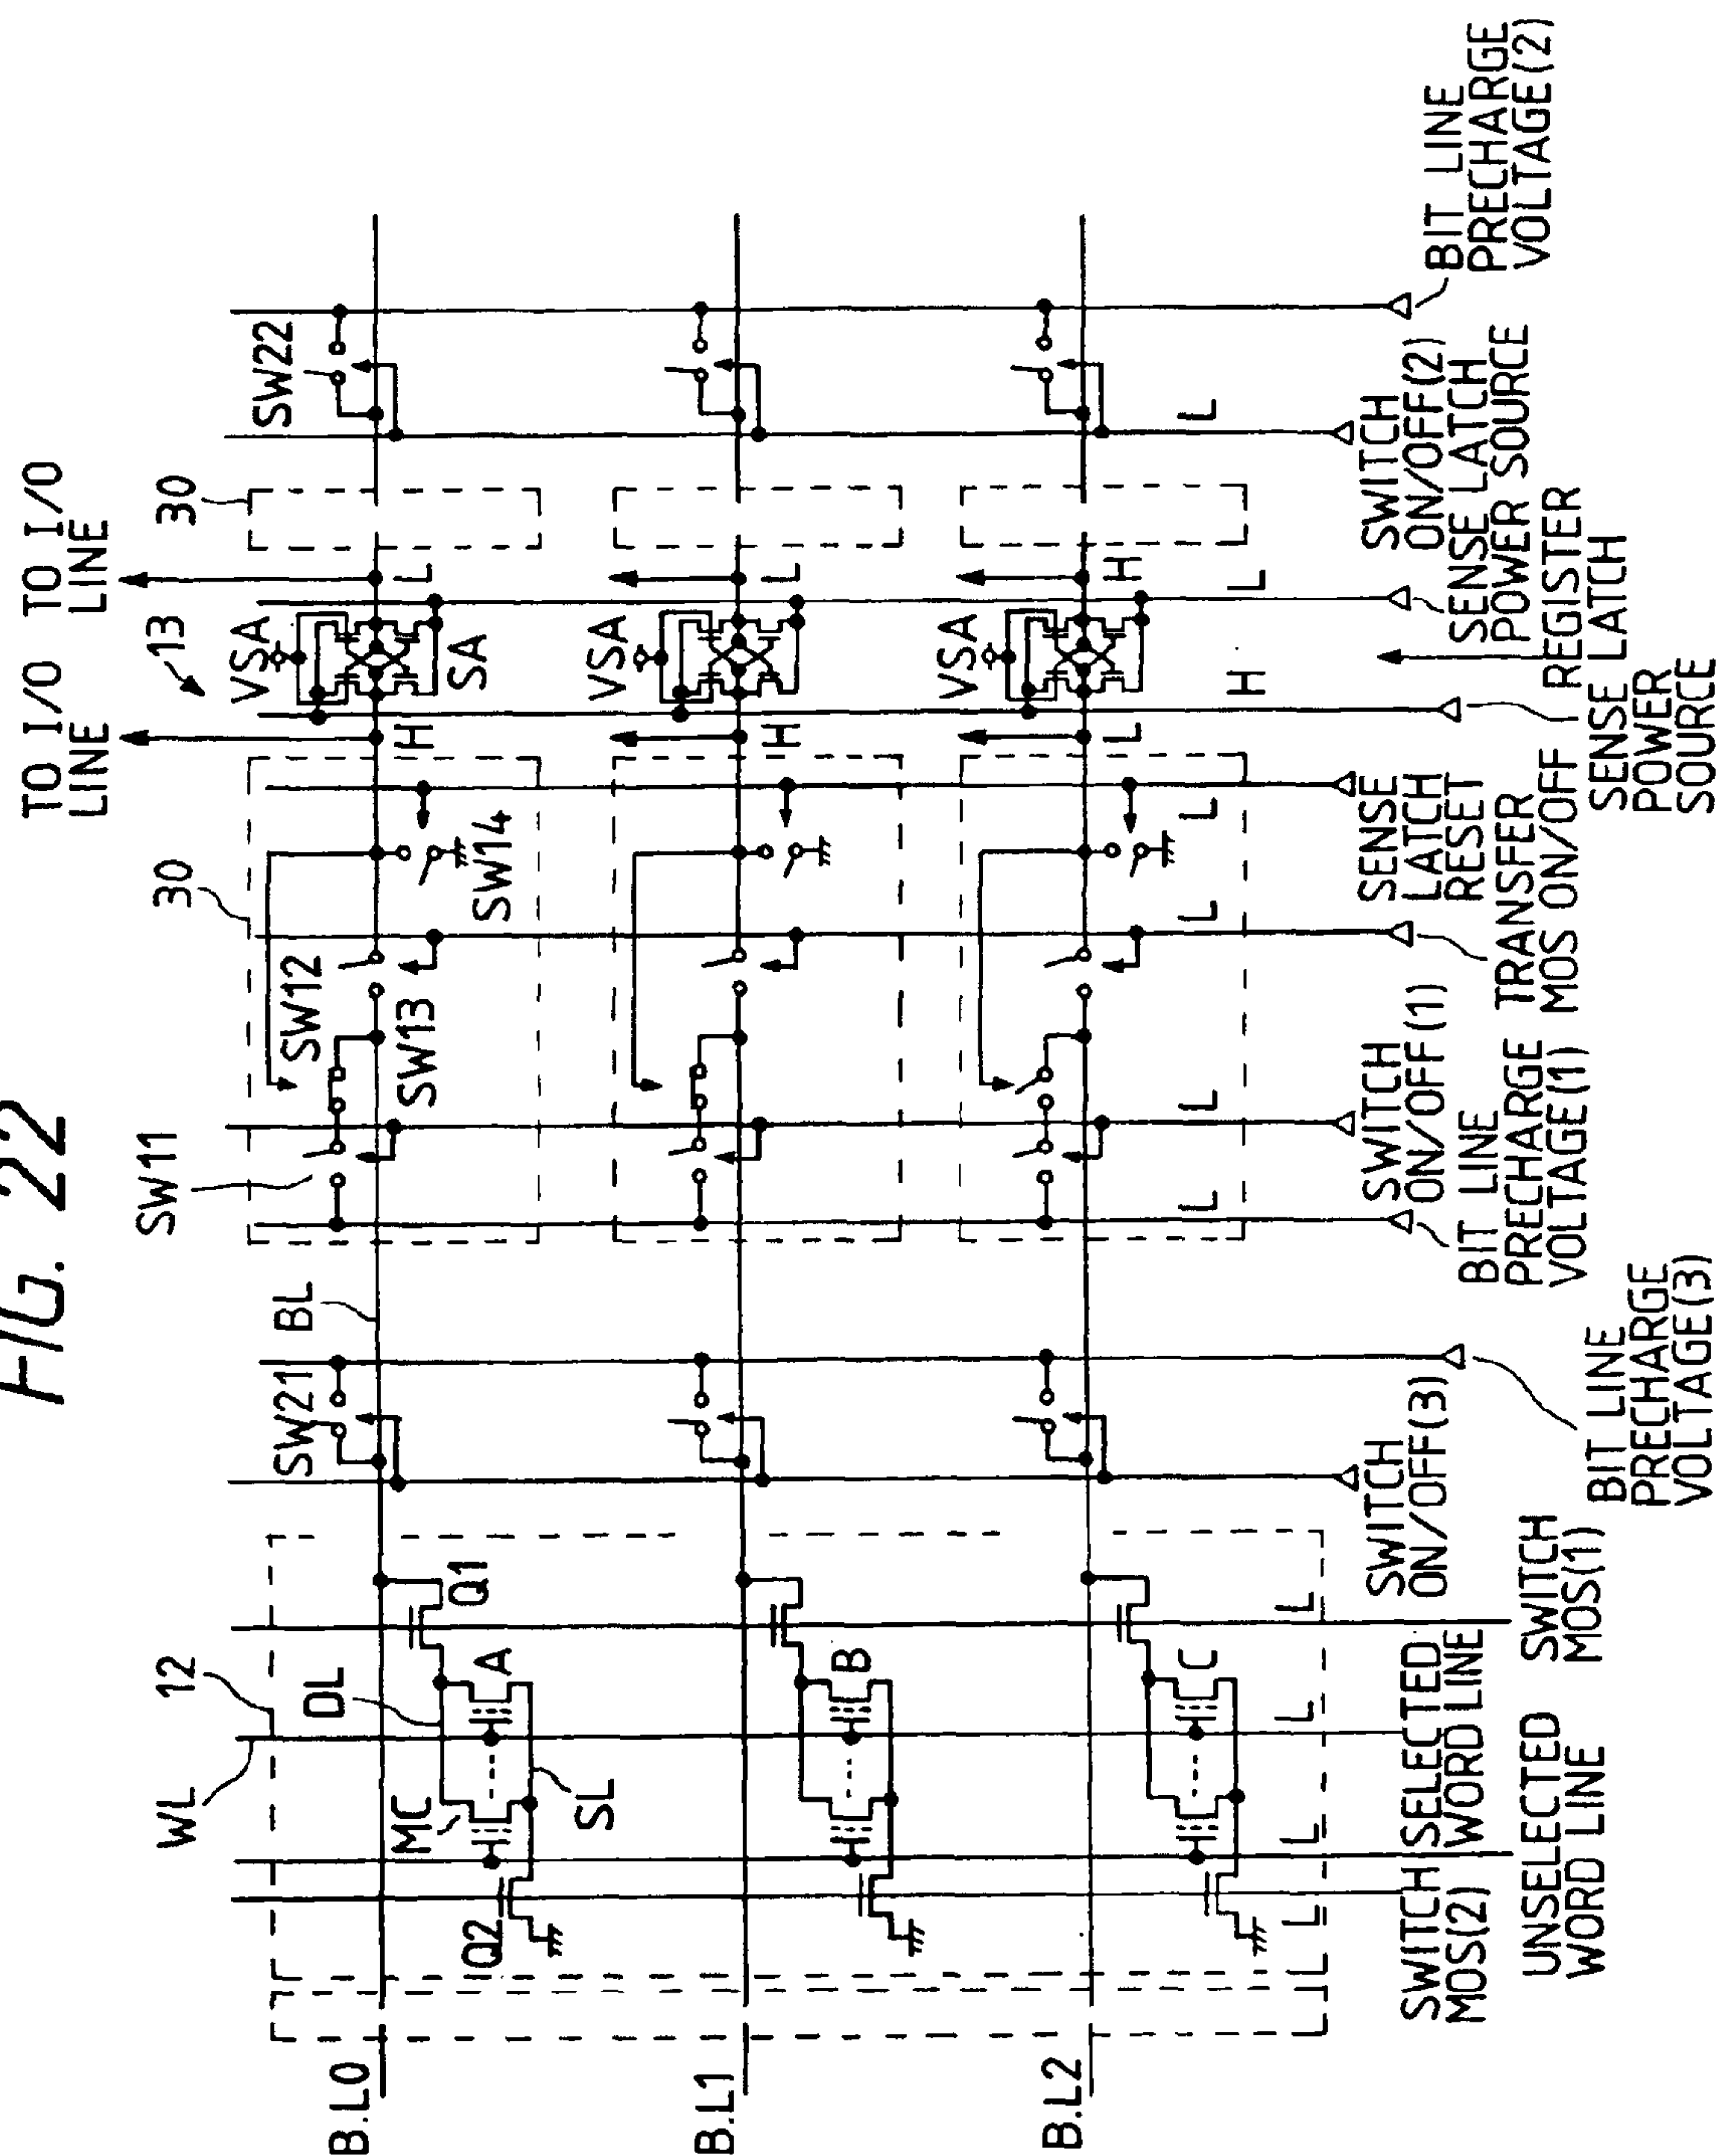 FIG. 22
TO I/O
LINE
TO I/O
LINE
13
30
30
SW11
SW12
SW13
SW14
SW21
SW22
BL
VSA
SA
VSA
VSA
H
L
H
L
L
H
12
WL
DL
MC
SL
Q1
Q2
A
B
C
B.L0
B.L1
B.L2
L
L
L
L
L
L
L
L
H
L
L
SWITCH
MOS(2)
UNSELECTED
WORD LINE
SELECTED
WORD LINE
SWITCH
MOS(1)
SWITCH
ON/OFF(3)
BIT LINE
PRECHARGE
VOLTAGE(3)
BIT LINE
PRECHARGE
VOLTAGE(1)
SWITCH
ON/OFF(1)
TRANSFER
MOS ON/OFF
SENSE
LATCH
RESET
SENSE
POWER
SOURCE
REGISTER
LATCH
SENSE LATCH
POWER SOURCE
SWITCH
ON/OFF(2)
BIT LINE
PRECHARGE
VOLTAGE(2)